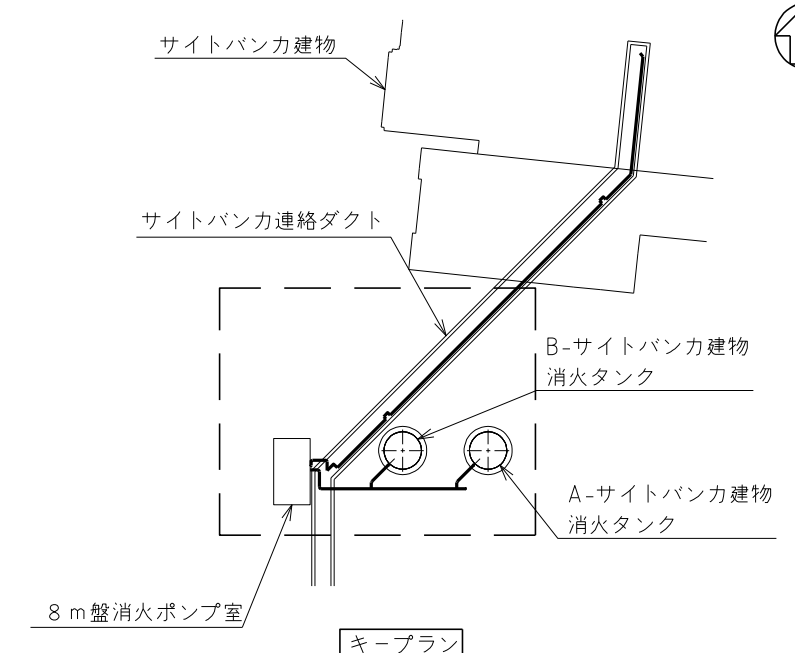 サイトバンカ建物
サイトバンカ連絡ダクト
B-サイトバンカ建物
消火タンク
A-サイトバンカ建物
消火タンク
8m盤消火ポンプ室
キープラン